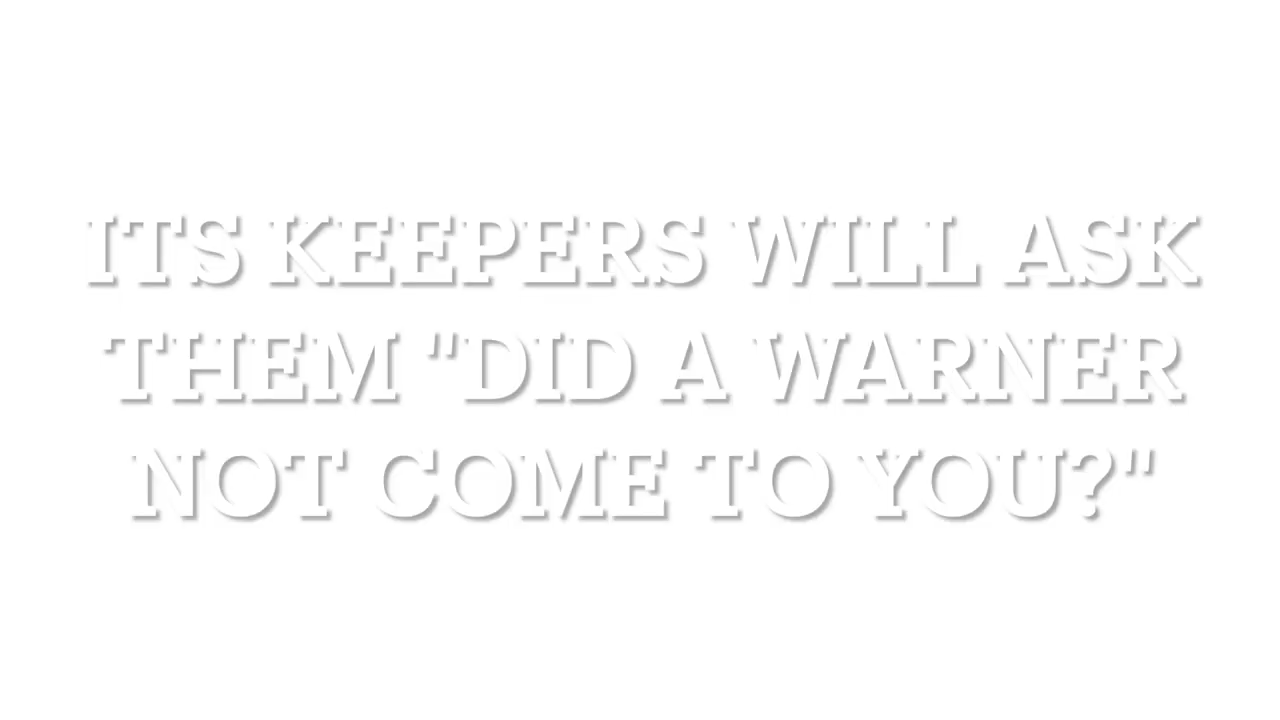 ITS KEEPERS WILL ASK
THEM "DID A WARNER
NOT COME TO YOU?"